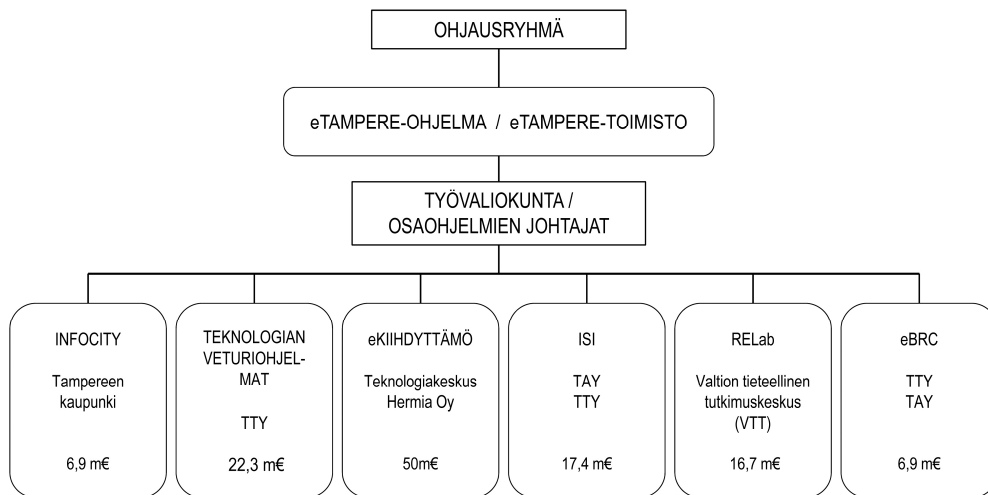 OHJAUSRYHMÄ
eTAMPERE-OHJELMA / eTAMPERE-TOIMISTO
TYÖVALIOKUNTA /
OSAOHJELMIEN JOHTAJAT
INFOCITY
Tampereen
kaupunki
6,9 m€
TEKNOLOGIAN
VETURIOHJEL-
MAT
TTY
22,3 m€
eKIIHDYTTÄMÖ
Teknologiakeskus
Hermia Oy
50m€
ISI
TAY
TTY
17,4 m€
RELab
Valtion tieteellinen
tutkimuskeskus
(VTT)
16,7 m€
eBRC
TTY
TAY
6,9 m€